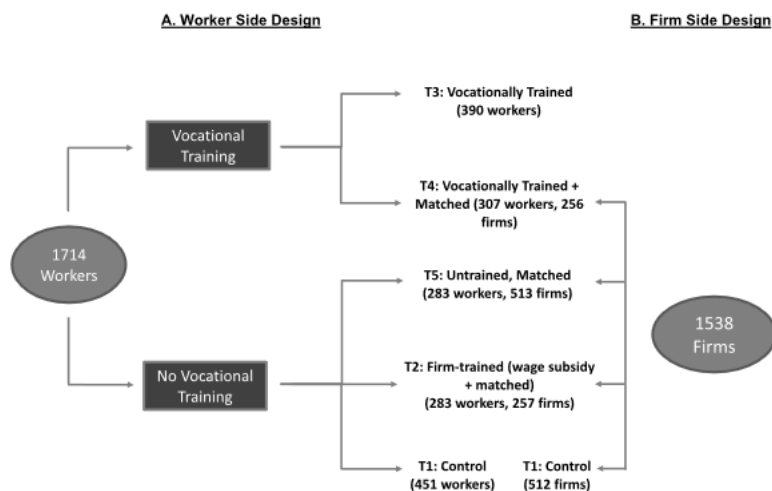 A. Worker Side Design
B. Firm Side Design
T3: Vocationally Trained
(390 workers)
Vocational
Training
T4: Vocationally Trained +
Matched (307 workers, 256
firms)
1714
Workers
T5: Untrained, Matched
(283 workers, 513 firms)
1538
Firms
No Vocational
Training
T2: Firm-trained (wage subsidy
+ matched)
(283 workers, 257 firms)
T1: Control
(451 workers)
T1: Control
(512 firms)